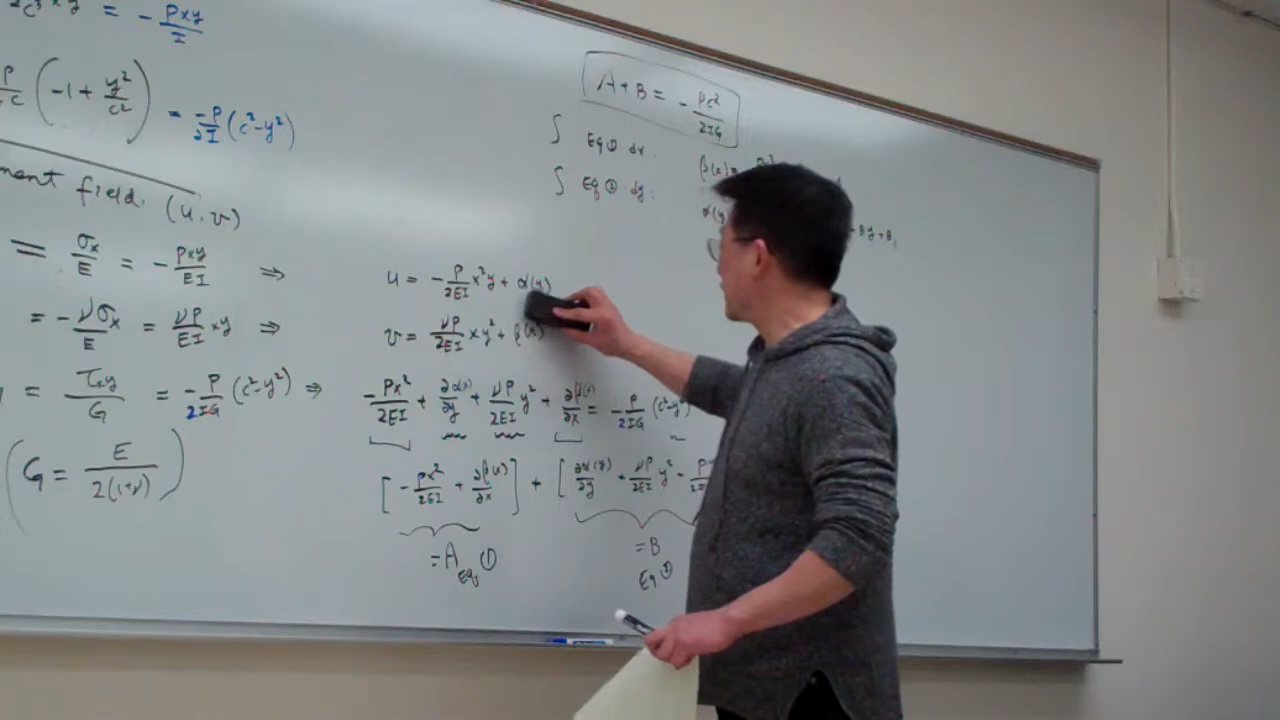 = - Pxy/I
(-1 + y²/c²) = -P/2I (c²-y²)
ment field. (u, v)
= σx/E = - Pxy/EI ⇒
= - νσx/E = νP/EI xy ⇒
= τxy/G = -P/2IG (c²-y²) ⇒
(G = E/2(1+ν))
A + B = - Pc²/2IG
∫ Eq ① dx.
∫ Eq ② dy.
β(x) =
α(y
+ By + B₁
u = - P/2EI x²y + α(y)
v = νP/2EI xy² + β(x)
-Px²/2EI + ∂α(y)/∂y + νP/2EI y² + ∂β(x)/∂x = - P/2IG (c²-y²)
[ - Px²/2EI + ∂β(x)/∂x ] + [ ∂α(y)/∂y + νP/2EI y² -
= A Eq ①
= B
Eq ②